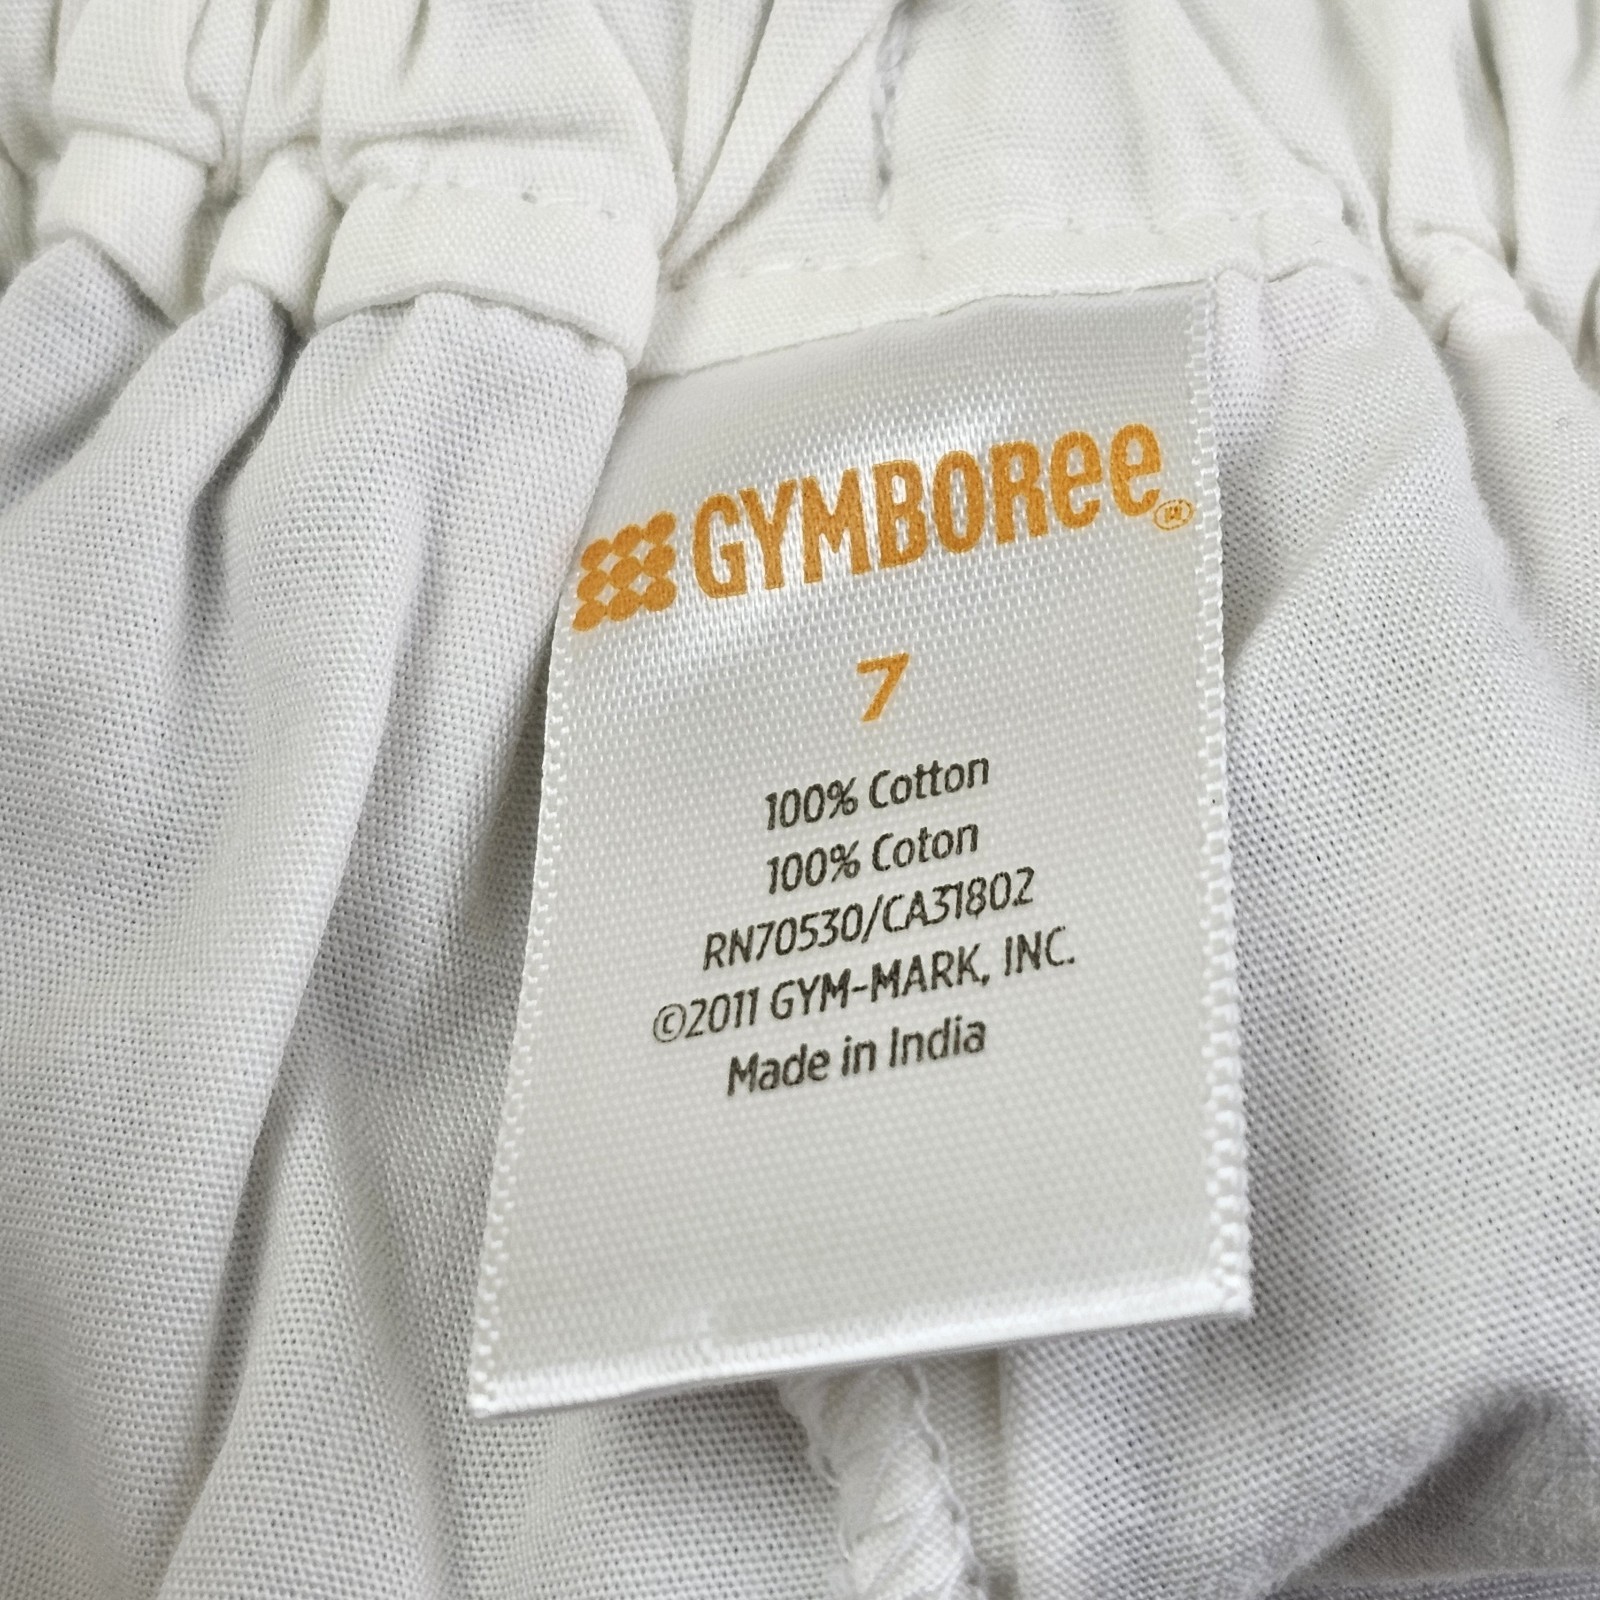 GYMBOREE®
7
100% Cotton
100% Coton
RN70530/CA31802
©2011 GYM-MARK, INC.
Made in India